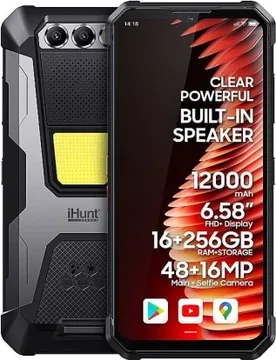 14:15
CLEAR
POWERFUL
BUILT-IN
SPEAKER
12000
mAh
6.58"
FHD+ Display
16+256GB
RAM+STORAGE
48+16MP
Main + Selfie Camera
iHunt